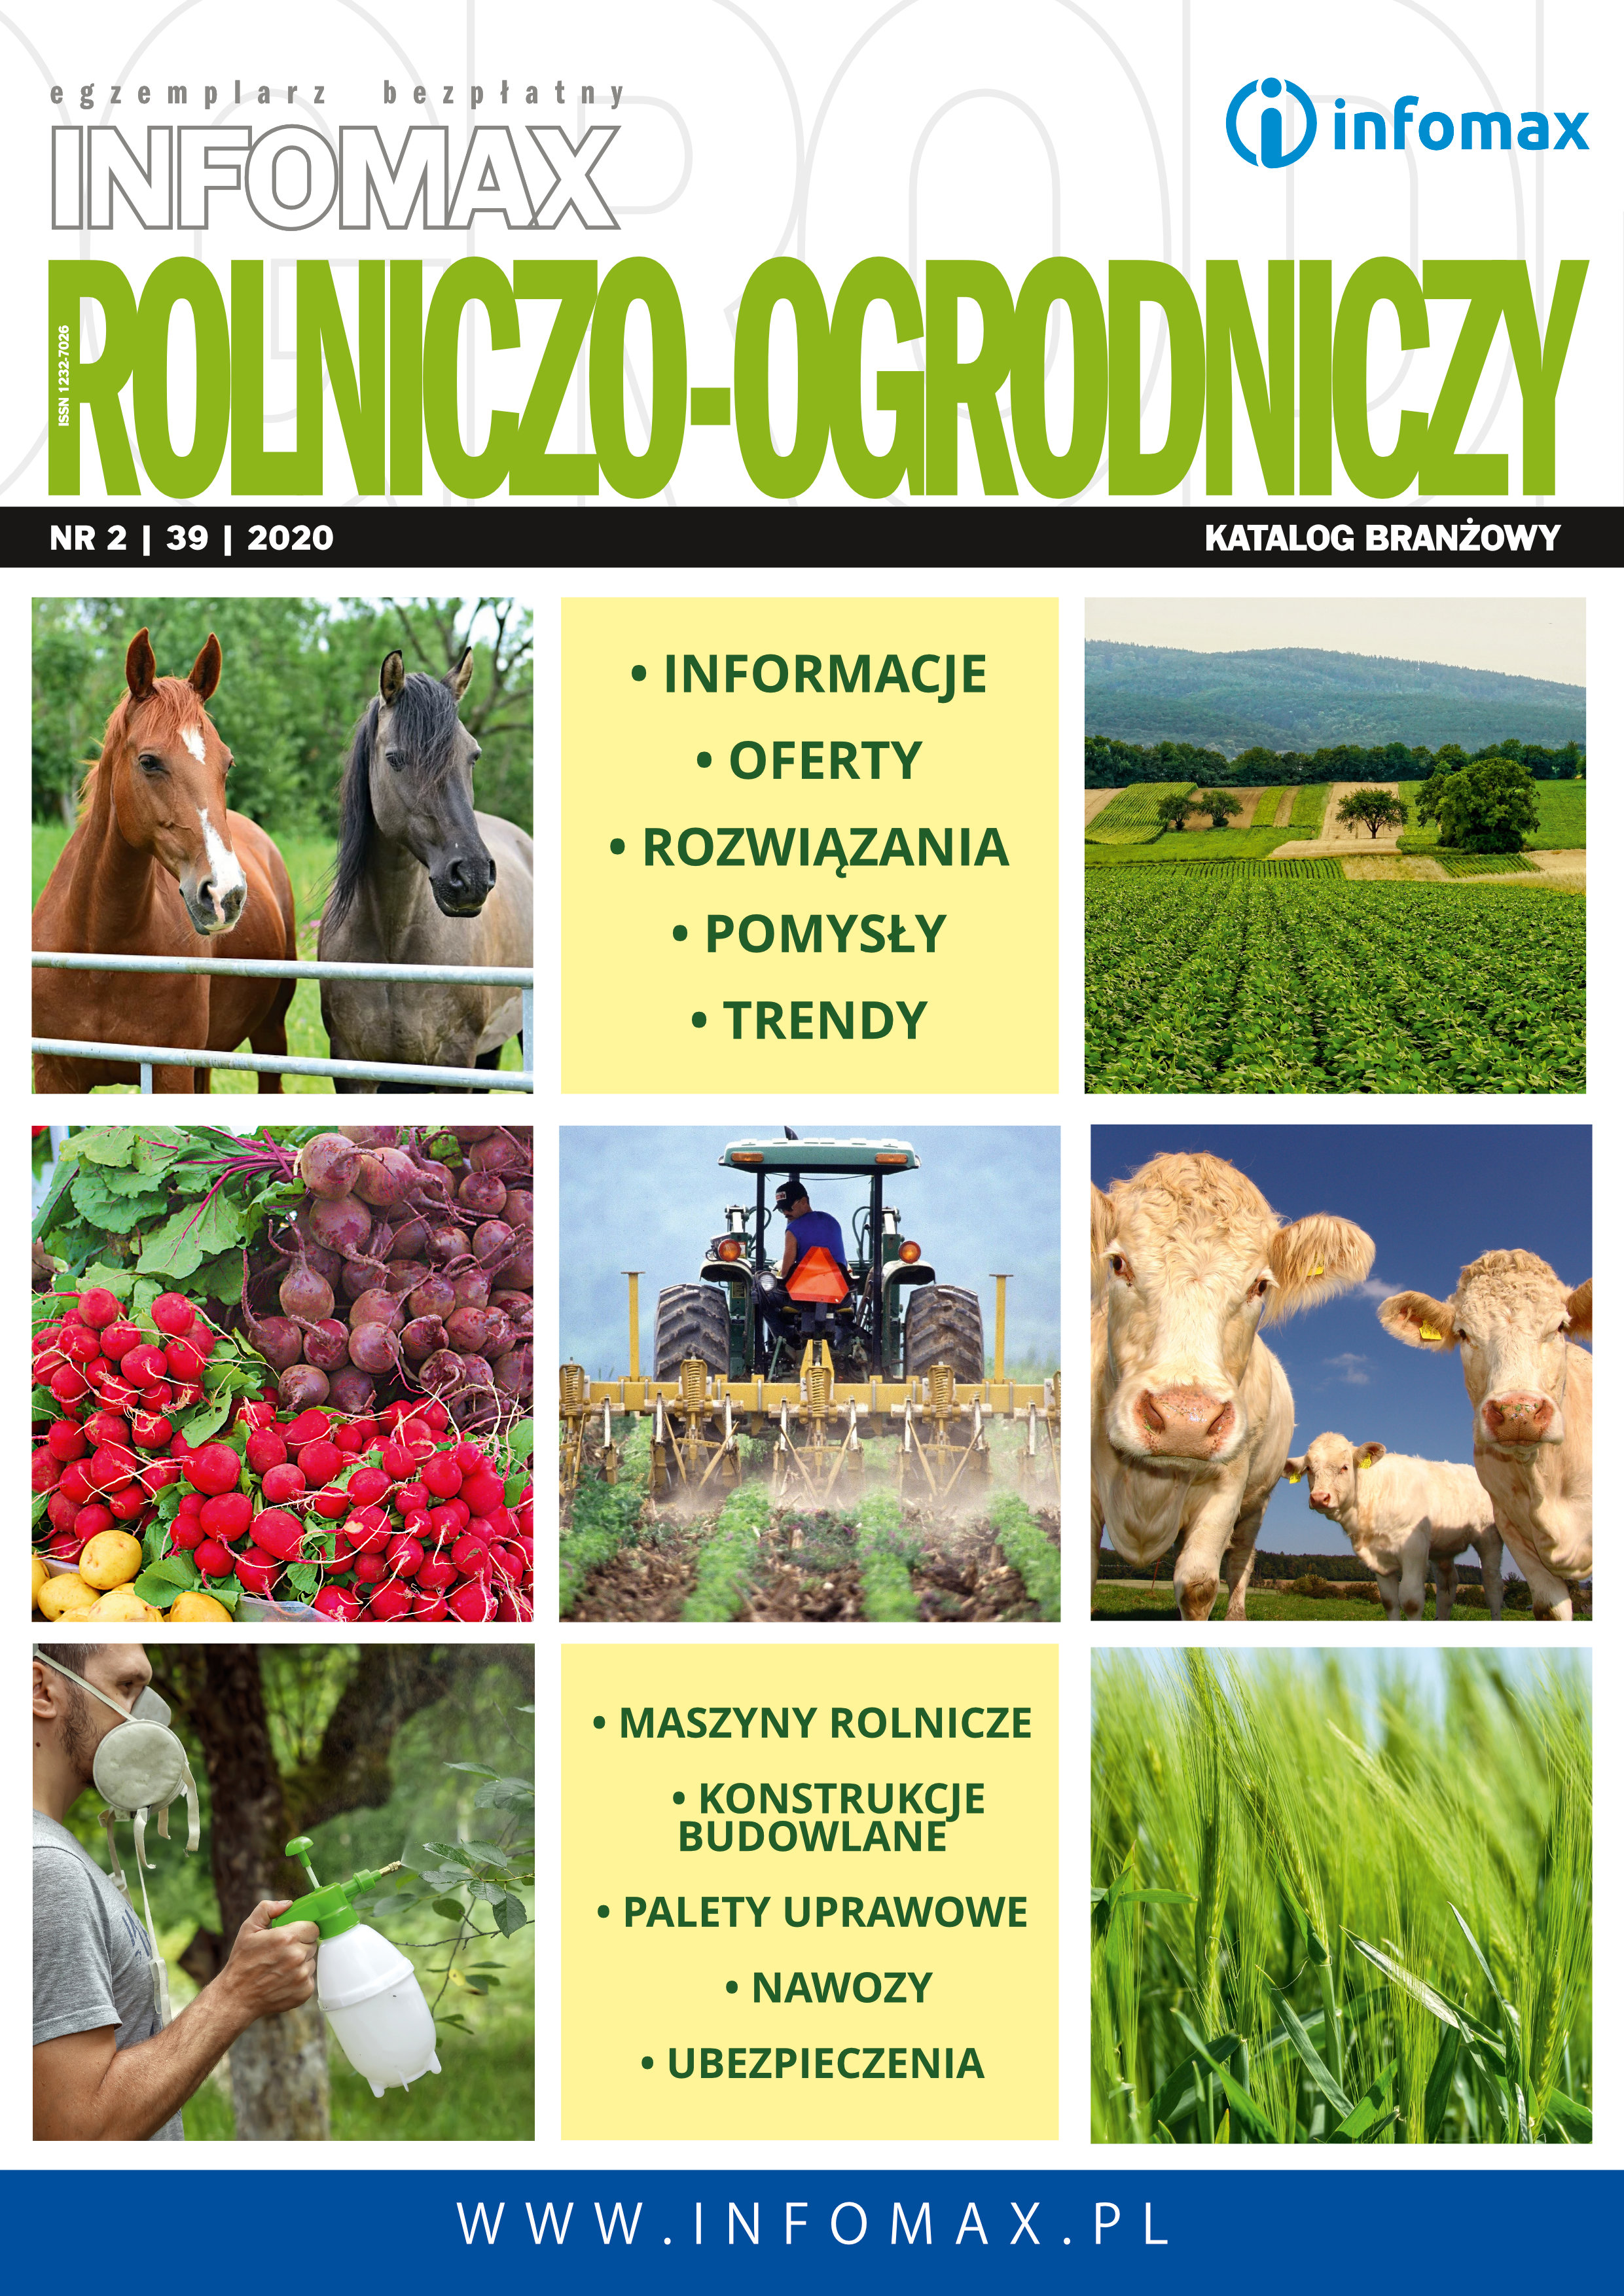 egzemplarz bezpłatny
INFOMAX
infomax
ROLNICZO-OGRODNICZY
ISSN 1232-7026
NR 2 | 39 | 2020
KATALOG BRANŻOWY
• INFORMACJE
• OFERTY
• ROZWIĄZANIA
• POMYSŁY
• TRENDY
• MASZYNY ROLNICZE
• KONSTRUKCJE
BUDOWLANE
• PALETY UPRAWOWE
• NAWOZY
• UBEZPIECZENIA
WWW.INFOMAX.PL